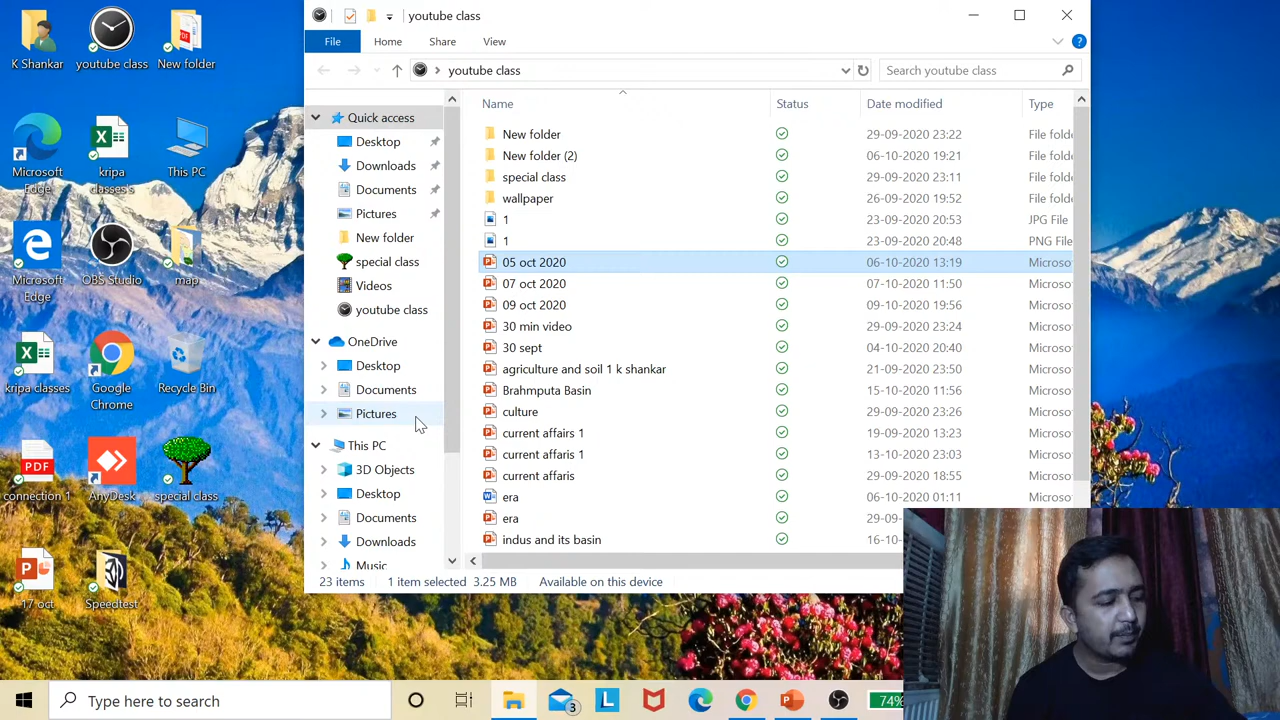 youtube class
File
Home
Share
View
youtube class
Search youtube class
Name
Status
Date modified
Type
Quick access
Desktop
Downloads
Documents
Pictures
New folder
special class
Videos
youtube class
OneDrive
Desktop
Documents
Pictures
This PC
3D Objects
Desktop
Documents
Downloads
Music
New folder 29-09-2020 23:22 File folde
New folder (2) 06-10-2020 19:21 File folde
special class 29-09-2020 23:11 File folde
wallpaper 26-09-2020 19:52 File folde
1 23-09-2020 20:53 JPG File
1 23-09-2020 20:48 PNG File
05 oct 2020 06-10-2020 13:19 Microso
07 oct 2020 07-10-2020 11:50 Microso
09 oct 2020 09-10-2020 19:56 Microso
30 min video 29-09-2020 23:24 Microso
30 sept 04-10-2020 20:40 Microso
agriculture and soil 1 k shankar 21-09-2020 23:50 Microso
Brahmputa Basin 15-10-2020 11:56 Microso
culture 29-09-2020 23:26 Microso
current affairs 1 19-09-2020 13:23 Microso
current affaris 1 13-10-2020 23:03 Microso
current affaris 29-09-2020 18:55 Microso
era 06-10-2020 01:11 Microso
era 29-09-
indus and its basin 16-10-
23 items 1 item selected 3.25 MB Available on this device
K Shankar
youtube class
New folder
Microsoft Edge
kripa classes's
This PC
Microsoft Edge
OBS Studio
map
kripa classes
Google Chrome
Recycle Bin
PDF
connection 1
AnyDesk
special class
17 oct
Speedtest
Type here to search
3
L
74%